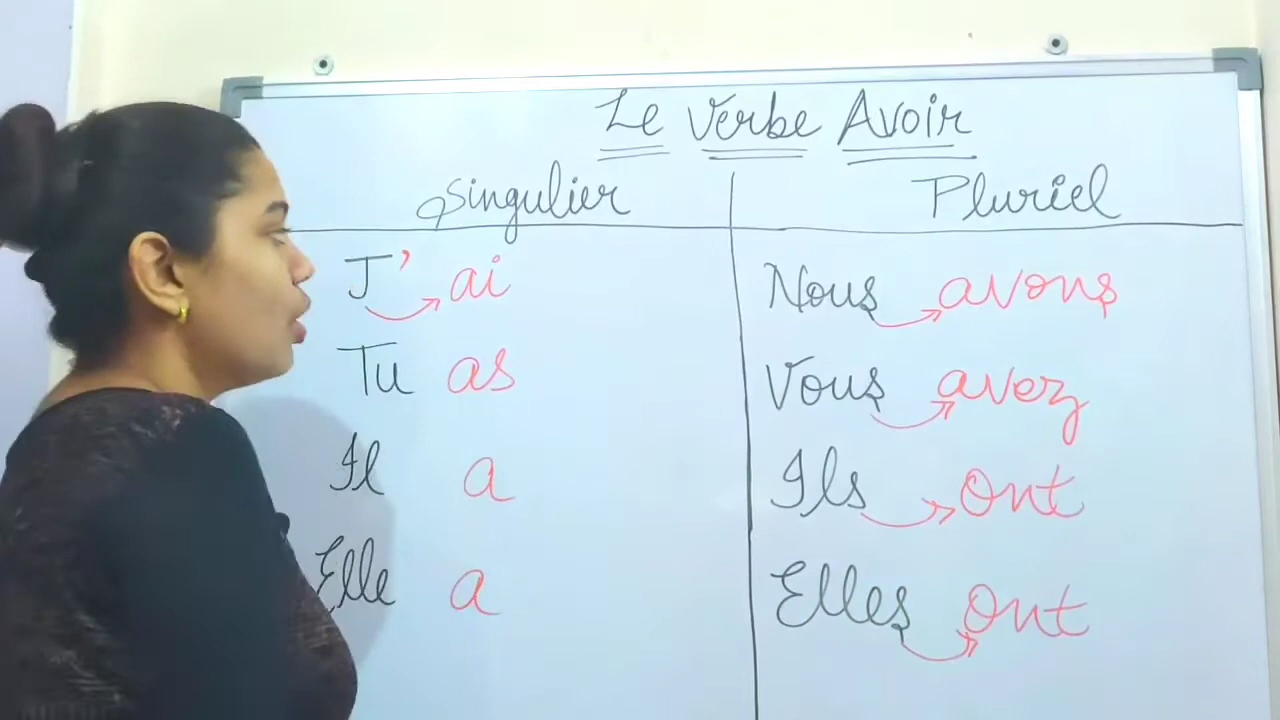 Le Verbe Avoir
Singulier Pluriel
J' ai Nous avons
Tu as Vous avez
Il a Ils ont
Elle a Elles ont